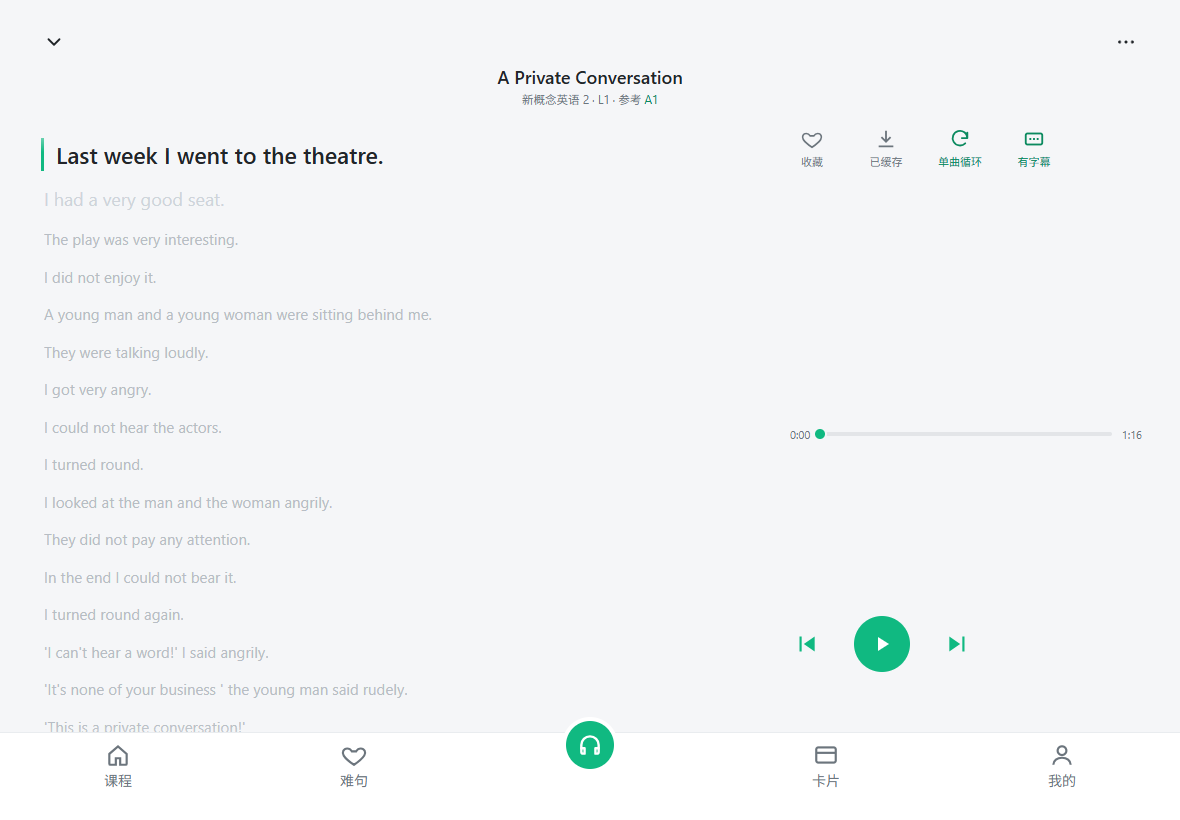 A Private Conversation
新概念英语 2 · L1 · 参考 A1
Last week I went to the theatre.
I had a very good seat.
The play was very interesting.
I did not enjoy it.
A young man and a young woman were sitting behind me.
They were talking loudly.
I got very angry.
I could not hear the actors.
I turned round.
I looked at the man and the woman angrily.
They did not pay any attention.
In the end I could not bear it.
I turned round again.
'I can't hear a word!' I said angrily.
'It's none of your business ' the young man said rudely.
'This is a private conversation!'
收藏 已缓存 单曲循环 有字幕
0:00 1:16
课程 难句 卡片 我的